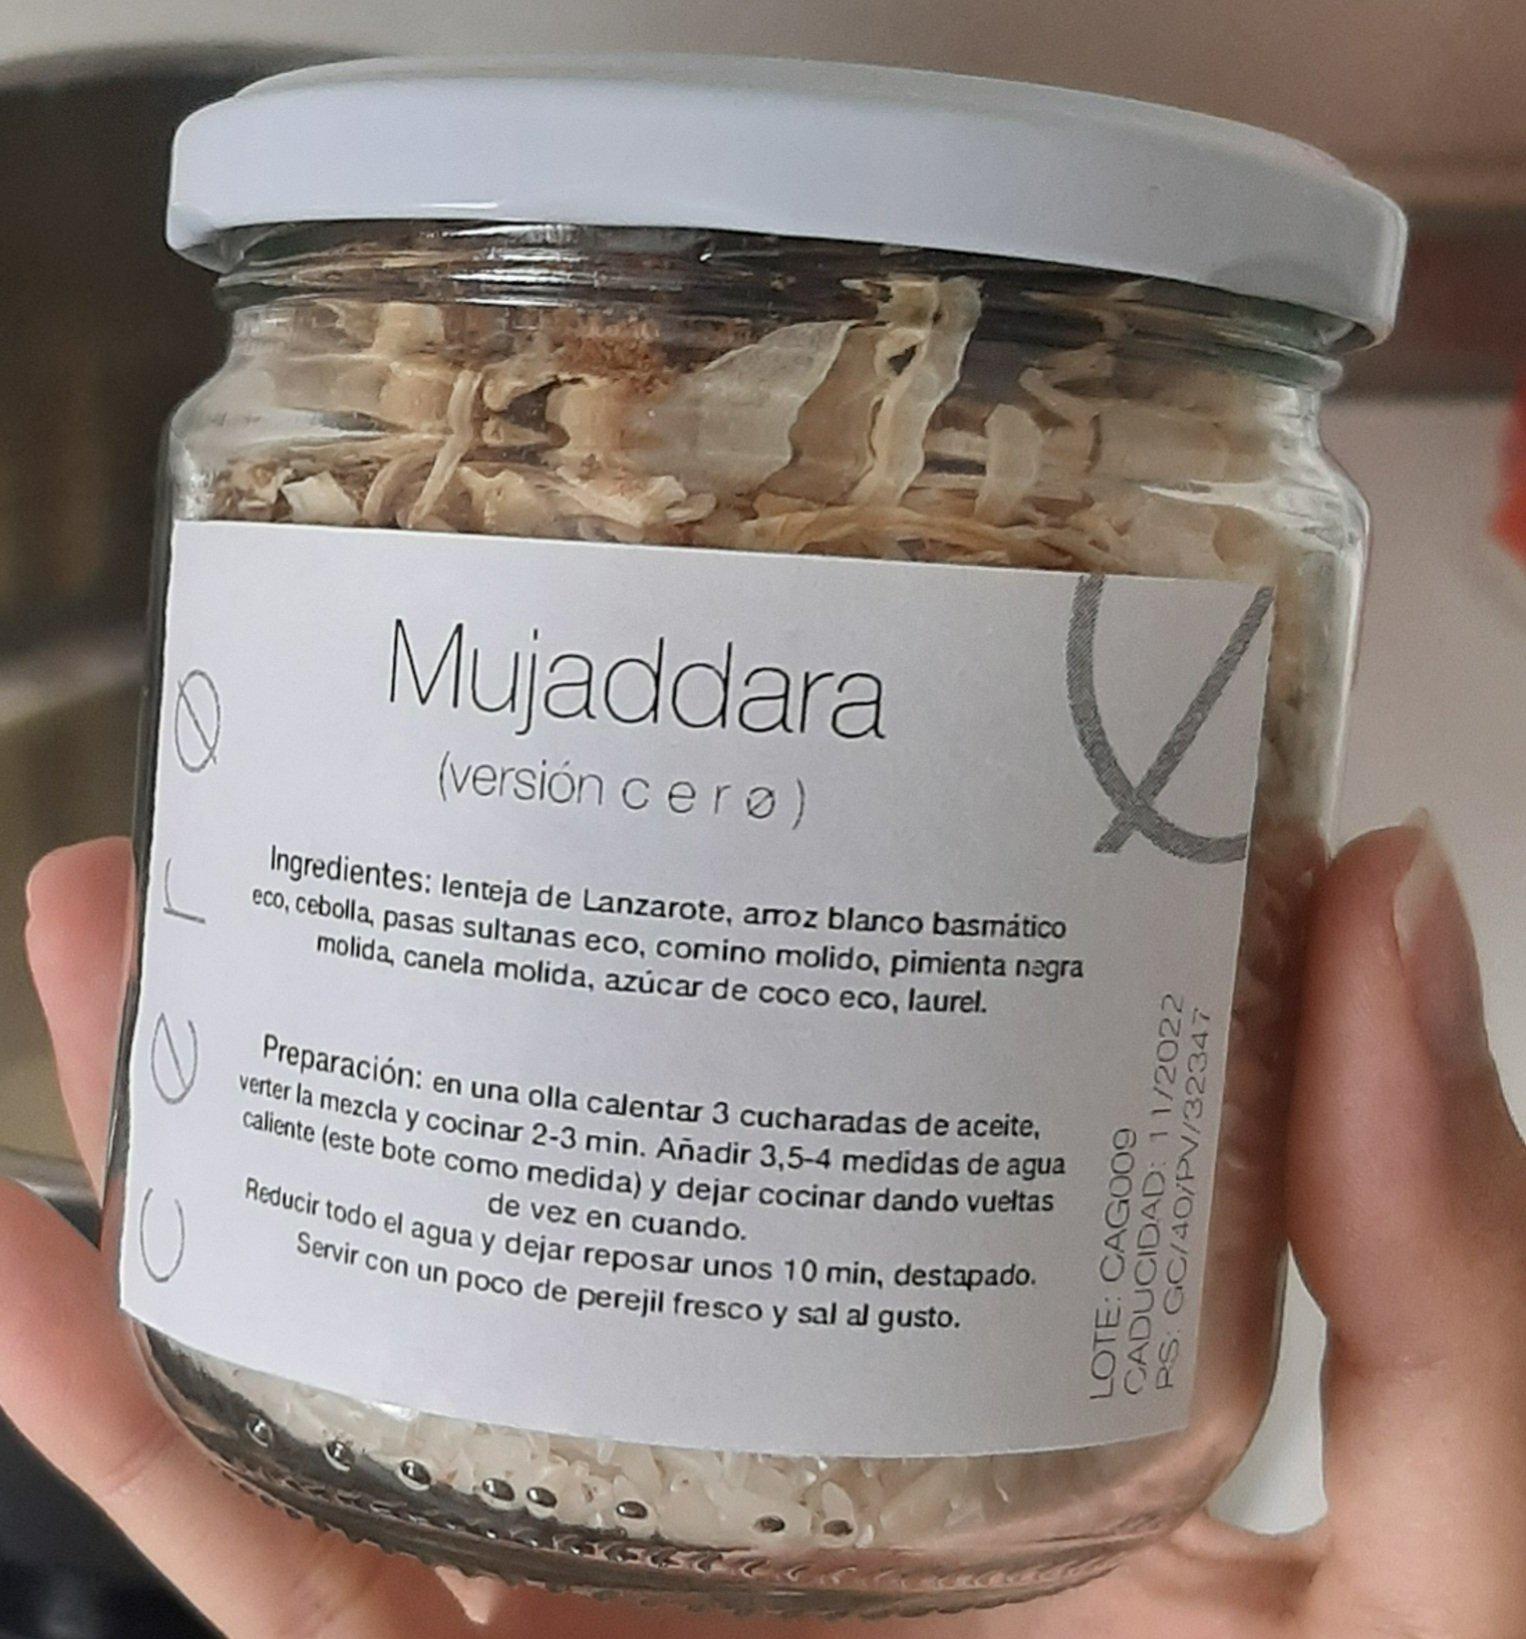 Mujaddara
(versión c e r ø )
Ingredientes: lenteja de Lanzarote, arroz blanco basmático
eco, cebolla, pasas sultanas eco, comino molido, pimienta negra
molida, canela molida, azúcar de coco eco, laurel.
Preparación: en una olla calentar 3 cucharadas de aceite,
verter la mezcla y cocinar 2-3 min. Añadir 3,5-4 medidas de agua
caliente (este bote como medida) y dejar cocinar dando vueltas
de vez en cuando.
Reducir todo el agua y dejar reposar unos 10 min, destapado.
Servir con un poco de perejil fresco y sal al gusto.
c e r ø
LOTE: CAG009
CADUCIDAD: 11/2022
RS: GC/40/PV/32347